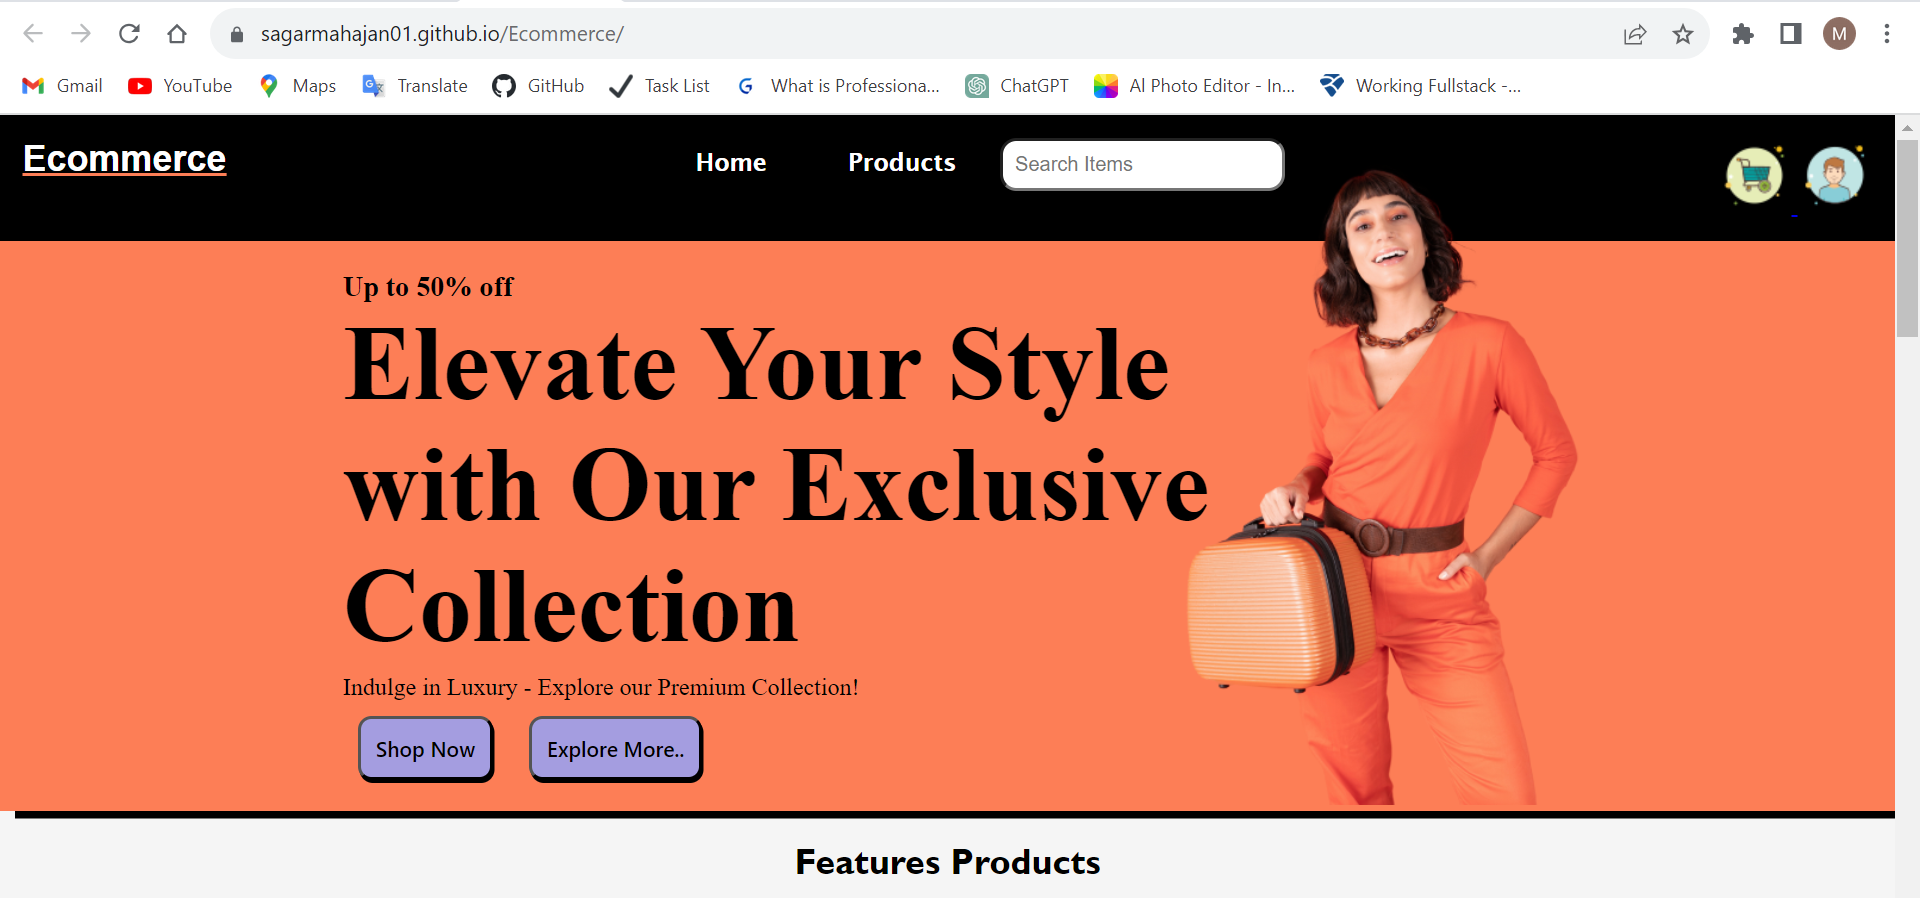 sagarmahajan01.github.io/Ecommerce/
M
Gmail YouTube Maps Translate GitHub Task List What is Professiona... ChatGPT AI Photo Editor - In... Working Fullstack -...
Ecommerce Home Products Search Items
Up to 50% off
Elevate Your Style
with Our Exclusive
Collection
Indulge in Luxury - Explore our Premium Collection!
Shop Now Explore More..
Features Products